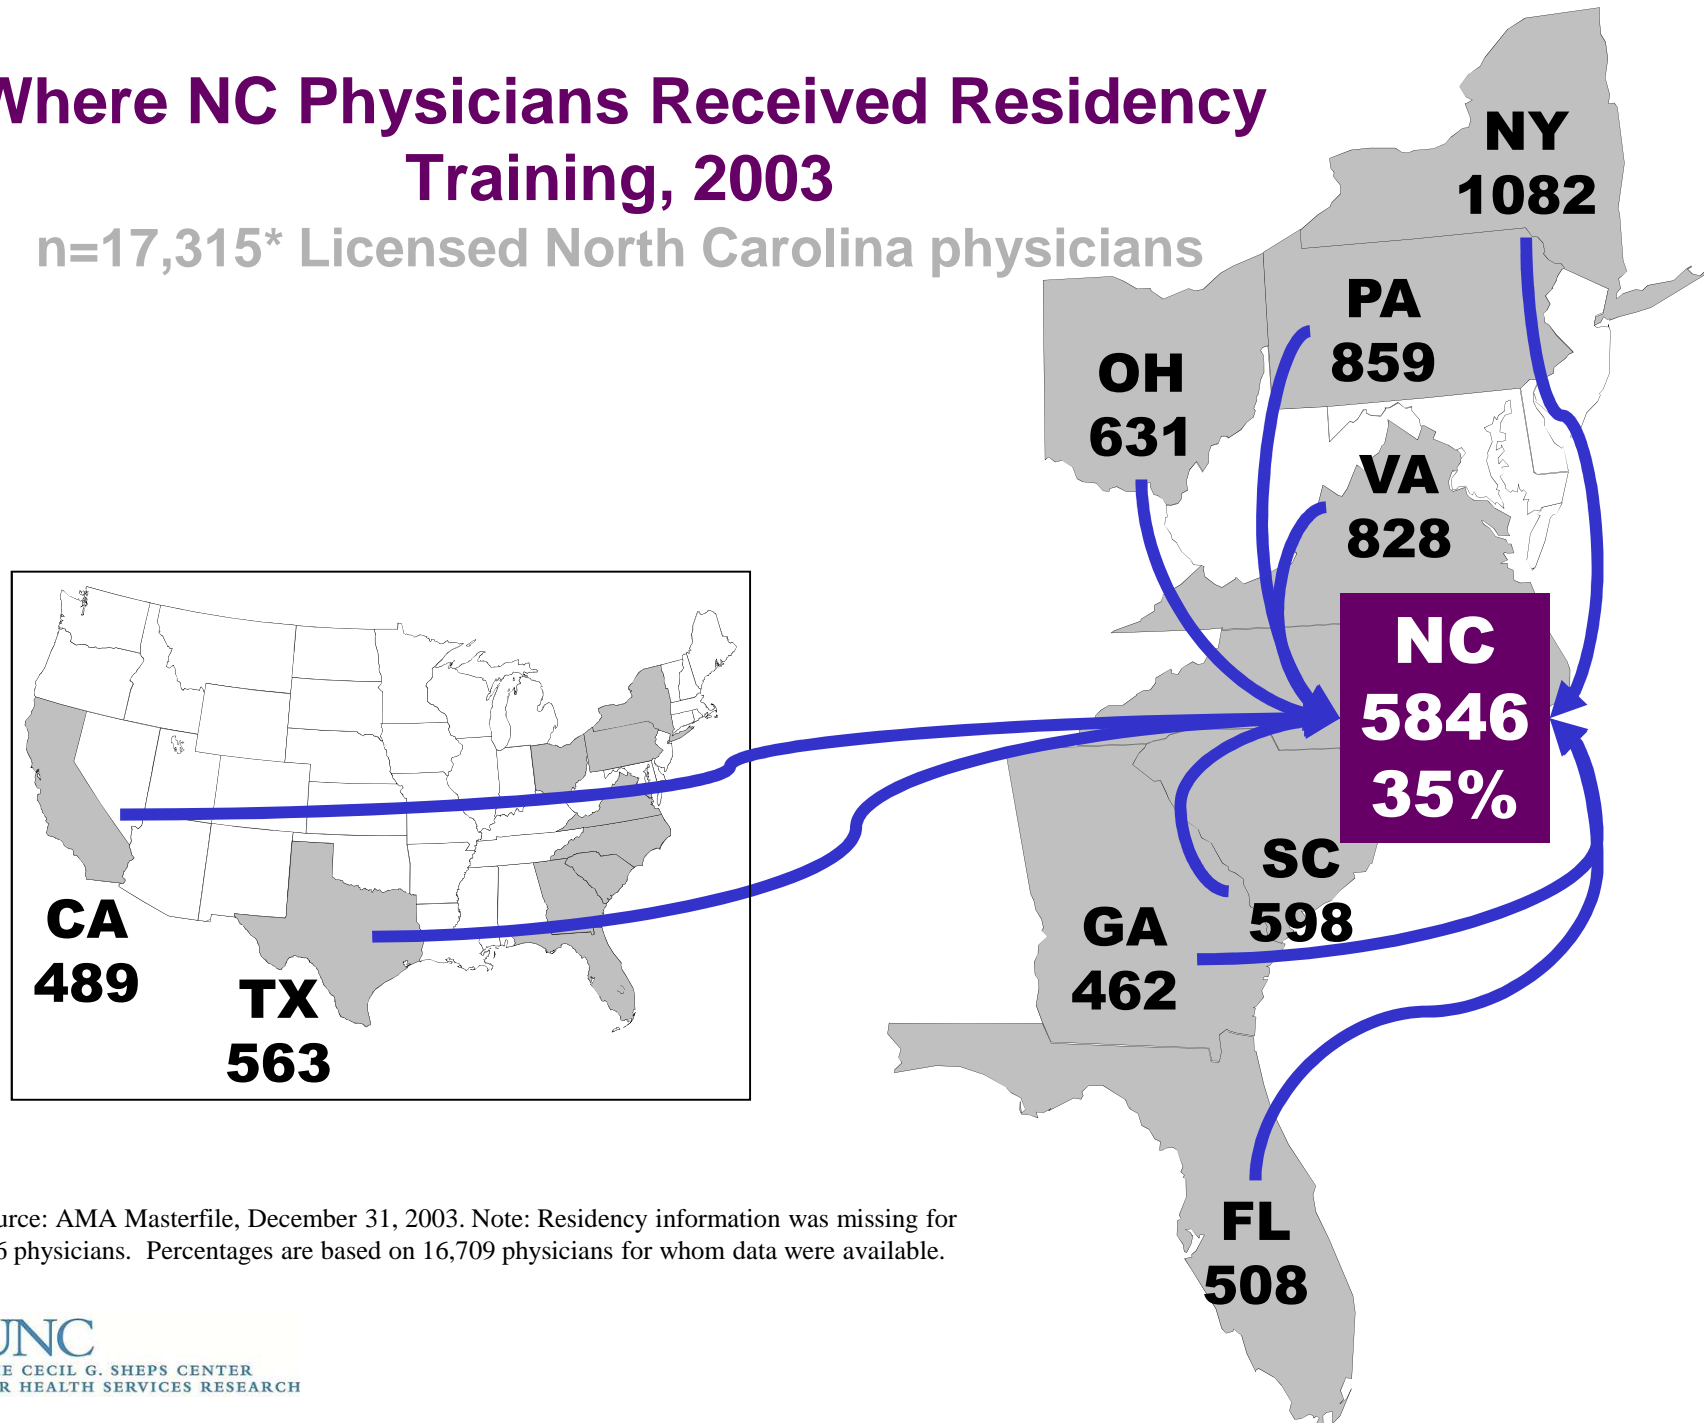 Where NC Physicians Received Residency
Training, 2003
n=17,315* Licensed North Carolina physicians
NY
1082
PA
859
OH
631
VA
828
NC
5846
35%
SC
598
GA
462
CA
489
TX
563
FL
508
urce: AMA Masterfile, December 31, 2003. Note: Residency information was missing for
6 physicians. Percentages are based on 16,709 physicians for whom data were available.
UNC
E CECIL G. SHEPS CENTER
R HEALTH SERVICES RESEARCH